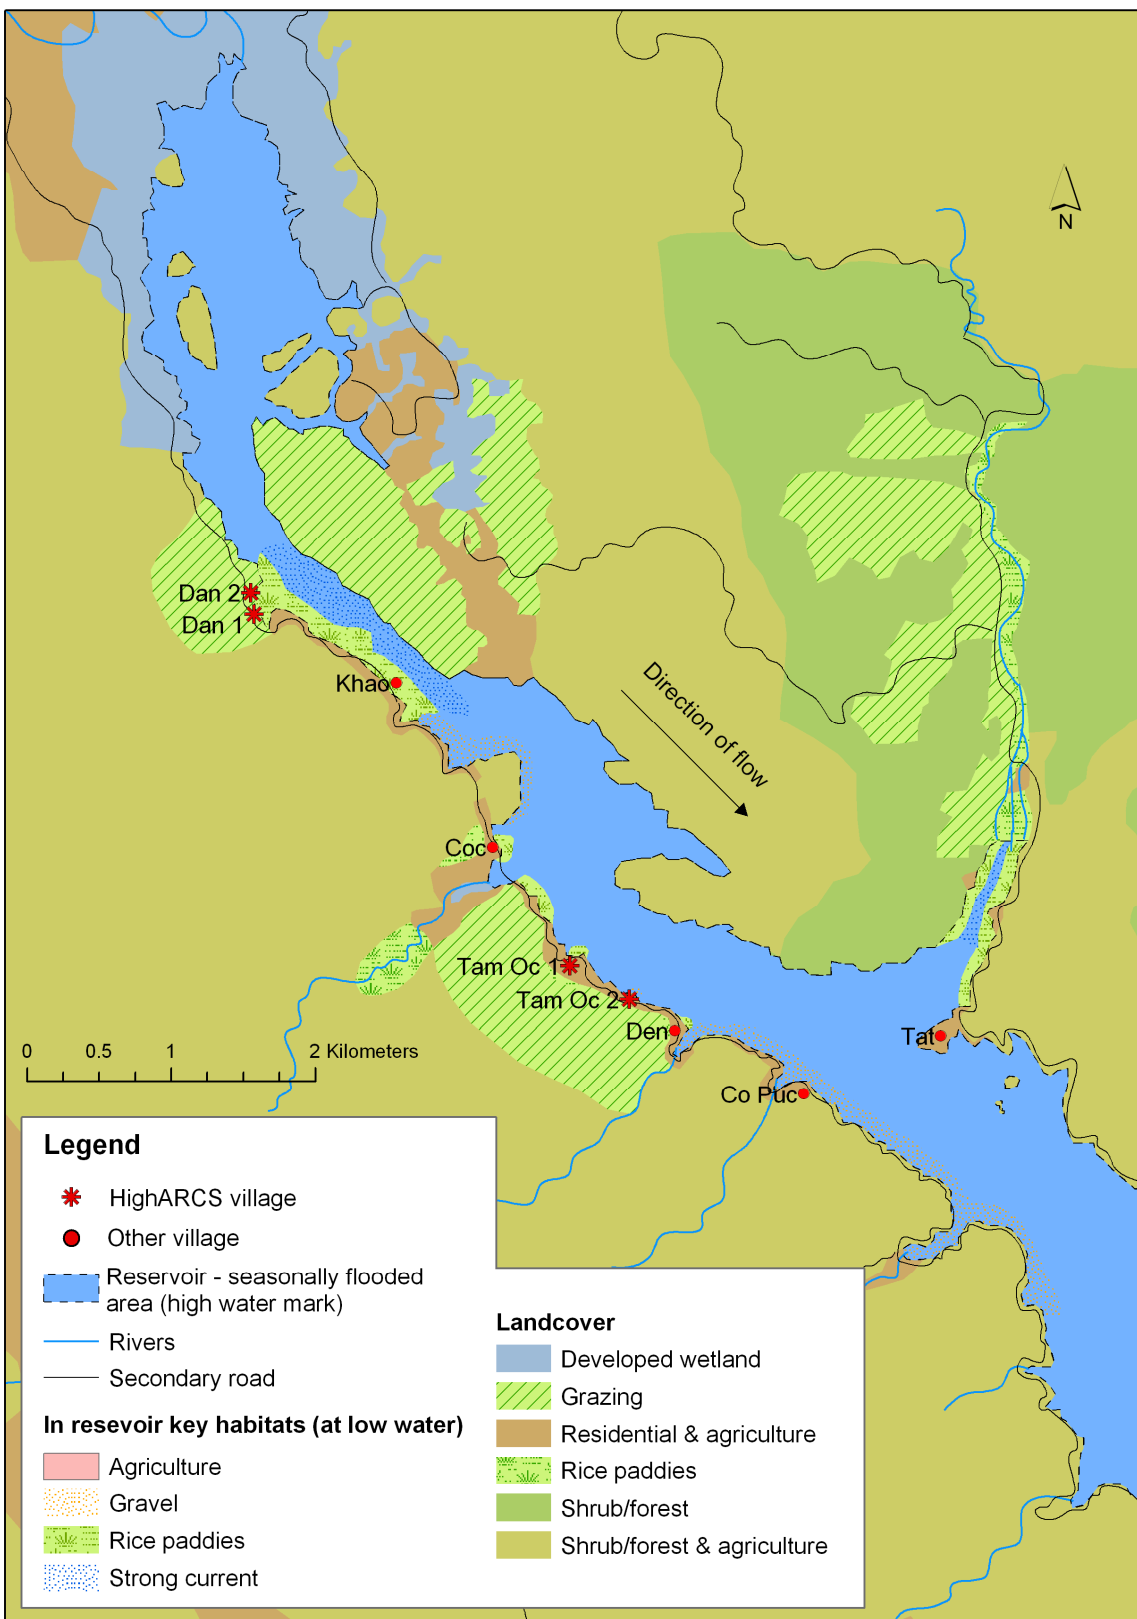 N
Dan 2
Dan 1
Khao
Direction of flow
Coc
Tam Oc 1
Tam Oc 2
Den
Tat
Co Puc
0 0.5 1 2 Kilometers
Legend
HighARCS village
Other village
Reservoir - seasonally flooded
area (high water mark)
Rivers
Secondary road
In resevoir key habitats (at low water)
Agriculture
Gravel
Rice paddies
Strong current
Landcover
Developed wetland
Grazing
Residential & agriculture
Rice paddies
Shrub/forest
Shrub/forest & agriculture